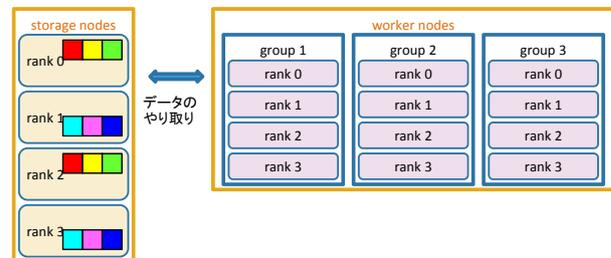 storage nodes
rank 0
rank 1
rank 2
rank 3
データの
やり取り
worker nodes
group 1
rank 0
rank 1
rank 2
rank 3
group 2
rank 0
rank 1
rank 2
rank 3
group 3
rank 0
rank 1
rank 2
rank 3